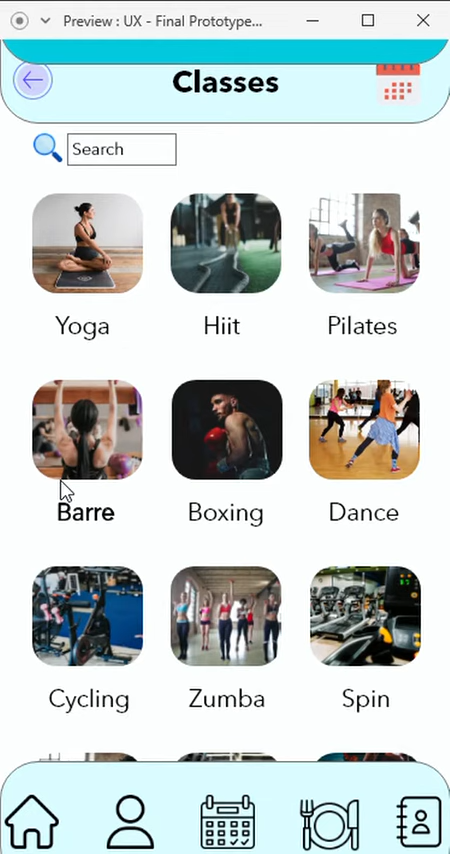 Preview : UX - Final Prototype...
Classes
Search
Yoga Hiit Pilates
Barre Boxing Dance
Cycling Zumba Spin